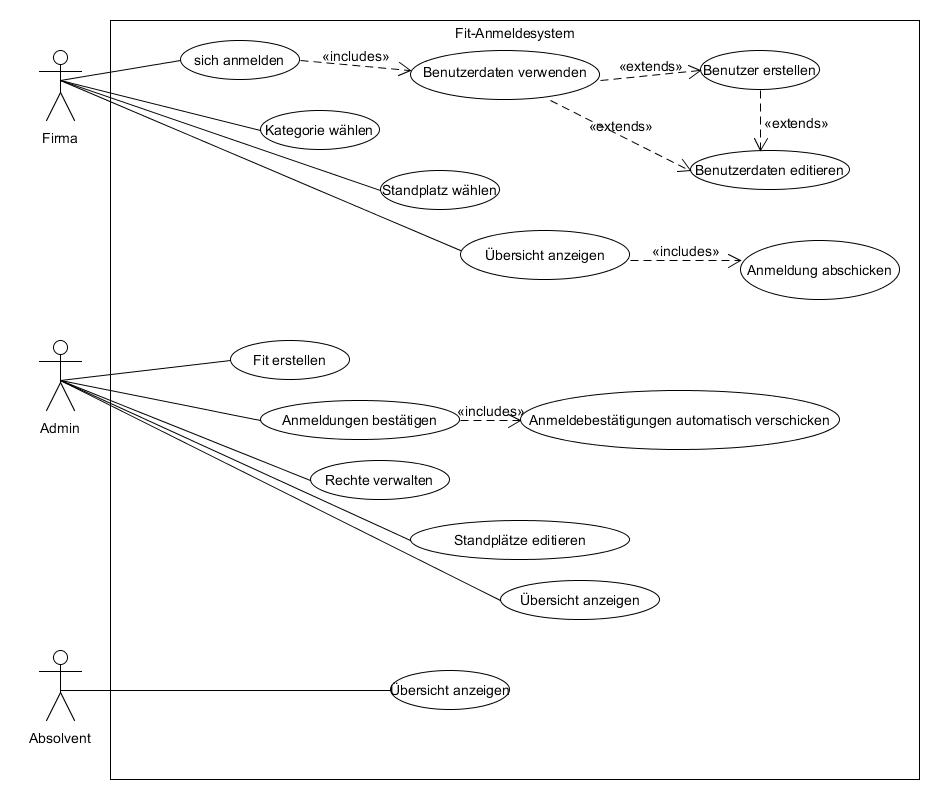 Fit-Anmeldesystem
sich anmelden
«includes»
Benutzerdaten verwenden
«extends»
Benutzer erstellen
«extends»
«extends»
Firma
Kategorie wählen
Benutzerdaten editieren
Standplatz wählen
Übersicht anzeigen
«includes»
Anmeldung abschicken
Fit erstellen
Admin
Anmeldungen bestätigen
«includes»
Anmeldebestätigungen automatisch verschicken
Rechte verwalten
Standplätze editieren
Übersicht anzeigen
Übersicht anzeigen
Absolvent